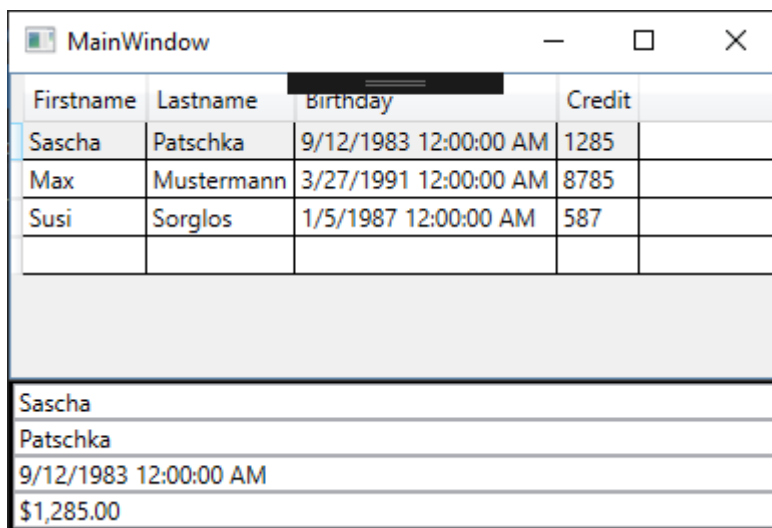 MainWindow
Firstname Lastname Birthday Credit
Sascha Patschka 9/12/1983 12:00:00 AM 1285
Max Mustermann 3/27/1991 12:00:00 AM 8785
Susi Sorglos 1/5/1987 12:00:00 AM 587
Sascha
Patschka
9/12/1983 12:00:00 AM
$1,285.00